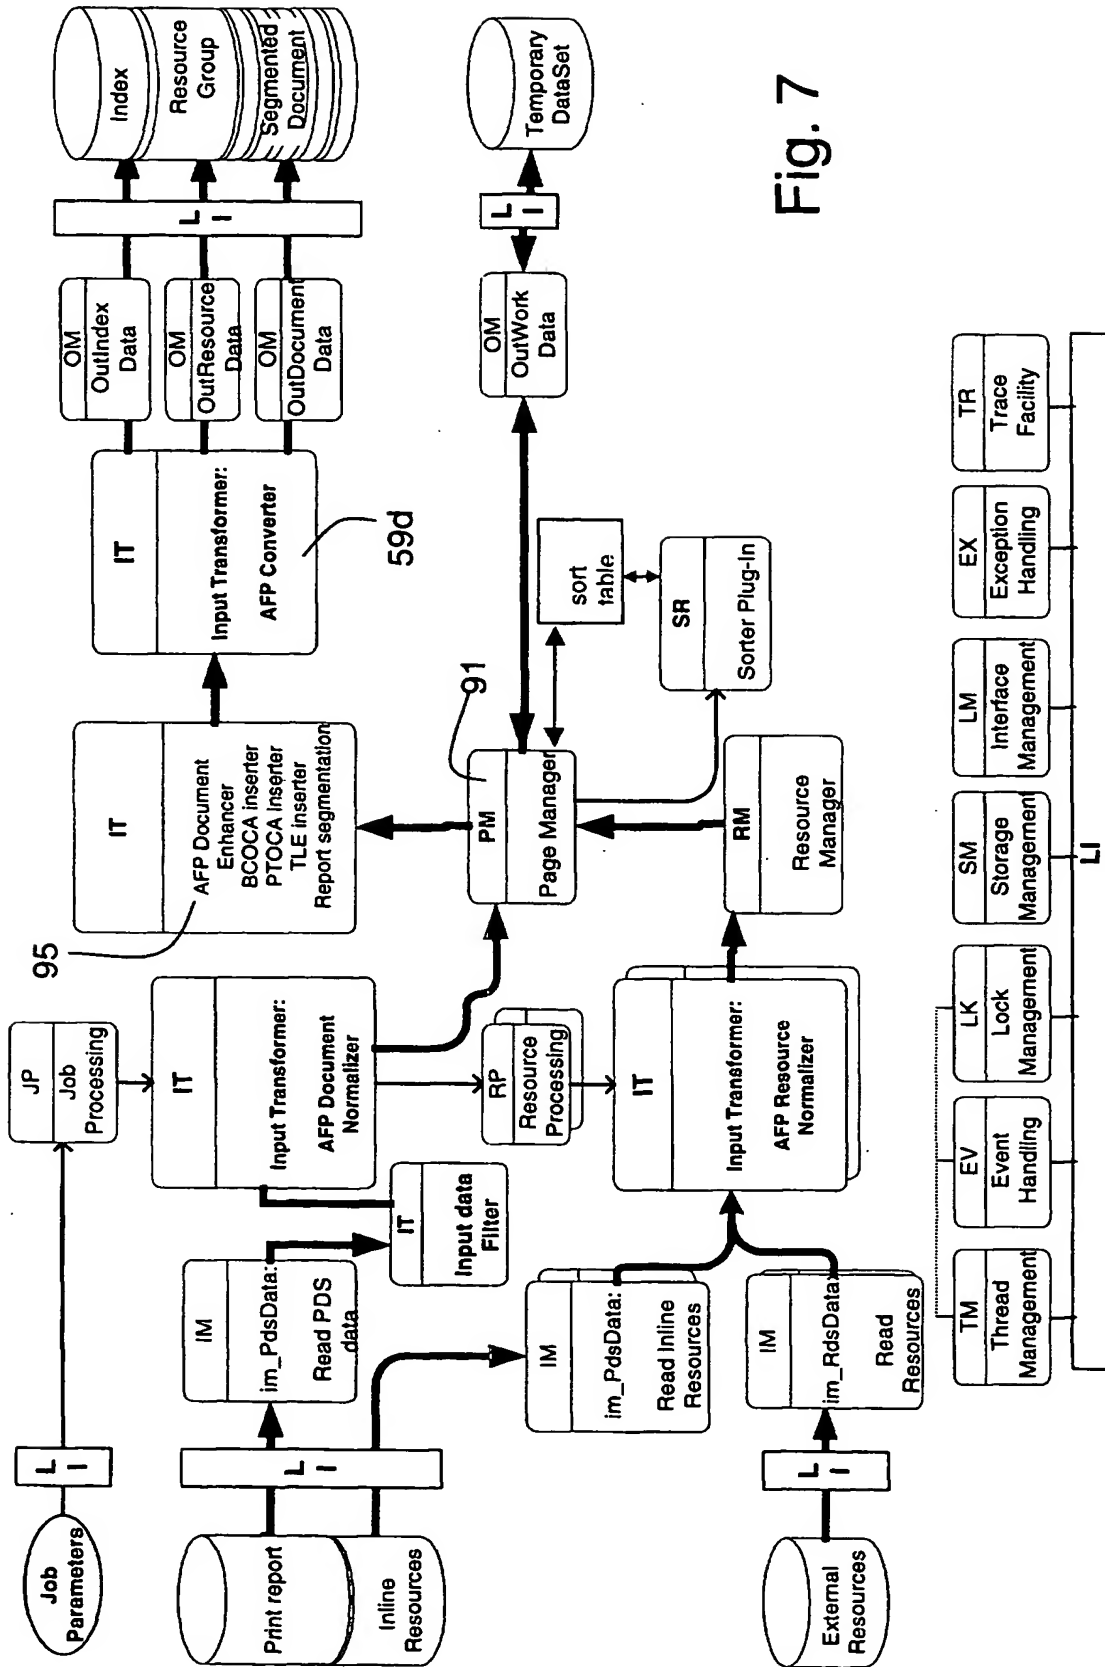 Job
Parameters
L I
JP
Job
Processing
Print report
Inline
Resources
L I
IM
im_PdsData:
Read PDS
data
IT
Input data
Filter
IT
Input Transformer:
AFP Document
Normalizer
95
IT
AFP Document
Enhancer
BCOCA inserter
PTOCA Inserter
TLE inserter
Report segmentation
IT
Input Transformer:
AFP Converter
59d
OM
OutIndex
Data
OM
OutResource
Data
OM
OutDocument
Data
L I
Index
Resource
Group
Segmented
Document
IM
im_PdsData:
Read Inline
Resources
RP
Resource
Processing
PM
Page Manager
91
sort
table
SR
Sorter Plug-In
OM
OutWork
Data
L I
Temporary
DataSet
External
Resources
L I
IM
im_RdsData:
Read
Resources
IT
Input Transformer:
AFP Resource
Normalizer
RM
Resource
Manager
Fig. 7
TM
Thread
Management
EV
Event
Handling
LK
Lock
Management
SM
Storage
Management
LM
Interface
Management
EX
Exception
Handling
TR
Trace
Facility
LI